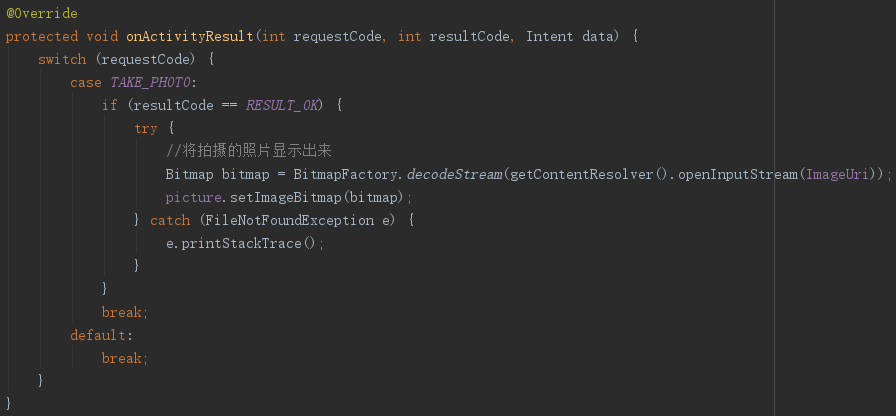 @Override
protected void onActivityResult(int requestCode, int resultCode, Intent data) {
    switch (requestCode) {
        case TAKE_PHOTO:
            if (resultCode == RESULT_OK) {
                try {
                    //将拍摄的照片显示出来
                    Bitmap bitmap = BitmapFactory.decodeStream(getContentResolver().openInputStream(ImageUri));
                    picture.setImageBitmap(bitmap);
                } catch (FileNotFoundException e) {
                    e.printStackTrace();
                }
            }
            break;
        default:
            break;
    }
}